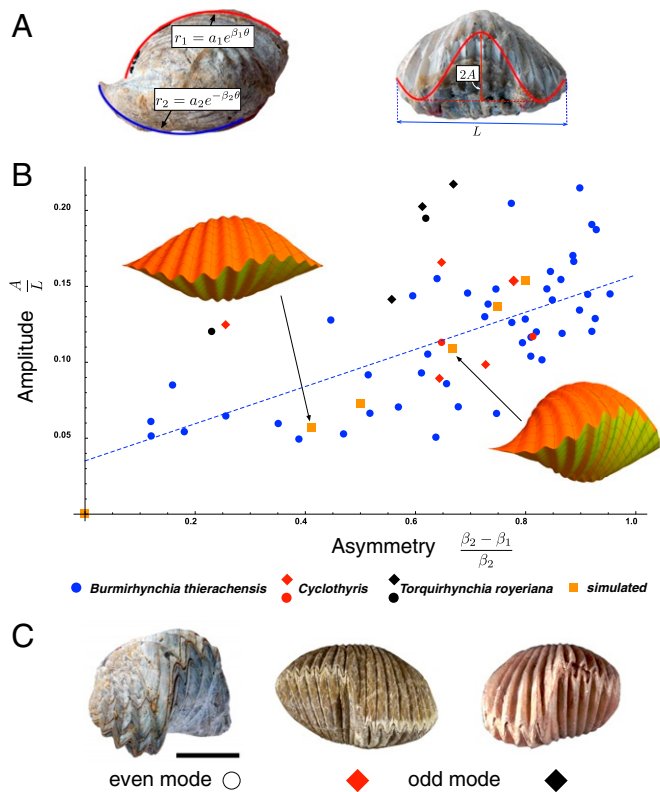 A
r₁ = a₁e^{β₁θ}
r₂ = a₂e^{-β₂θ}
2A
L
B
0.20
0.15
0.10
0.05
Amplitude A/L
0.2 0.4 0.6 0.8 1.0
Asymmetry (β₂ − β₁)/β₂
Burmirhynchia thierachensis Cyclothyris Torquirhynchia royeriana simulated
C
even mode odd mode